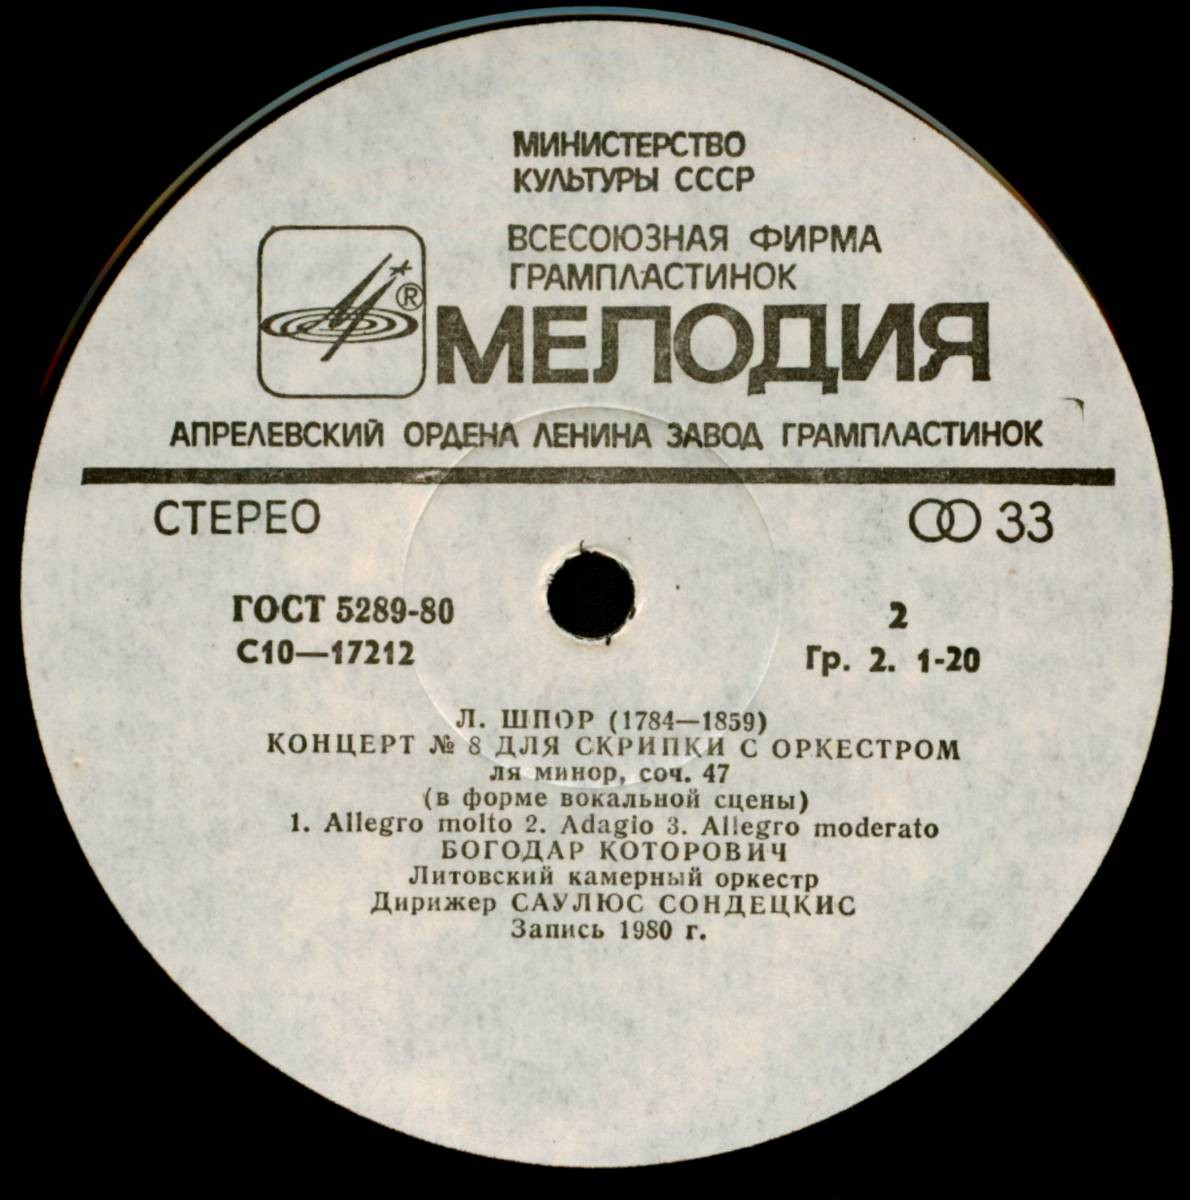 МИНИСТЕРСТВО
КУЛЬТУРЫ СССР
ВСЕСОЮЗНАЯ ФИРМА
ГРАМПЛАСТИНОК
®
МЕЛОДИЯ
АПРЕЛЕВСКИЙ ОРДЕНА ЛЕНИНА ЗАВОД ГРАМПЛАСТИНОК
СТЕРЕО 33
ГОСТ 5289-80 2
С10—17212 Гр. 2. 1-20
Л. ШПОР (1784—1859)
КОНЦЕРТ № 8 ДЛЯ СКРИПКИ С ОРКЕСТРОМ
ля минор, соч. 47
(в форме вокальной сцены)
1. Allegro molto 2. Adagio 3. Allegro moderato
БОГОДАР КОТОРОВИЧ
Литовский камерный оркестр
Дирижер САУЛЮС СОНДЕЦКИС
Запись 1980 г.